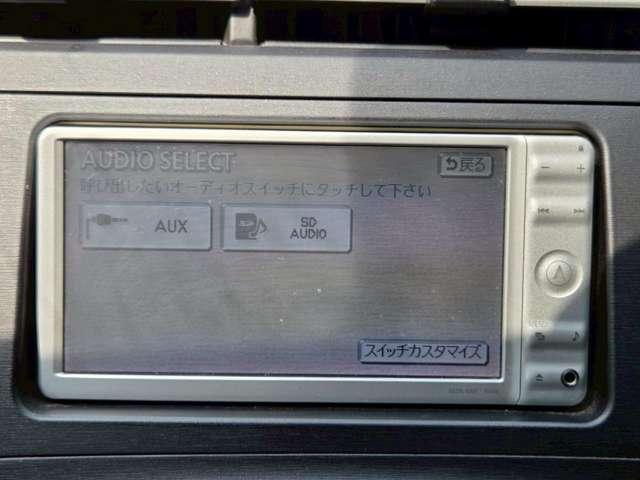 AUDIO SELECT
戻る
呼び出したいオーディオスイッチにタッチして下さい
AUX
SD
AUDIO
スイッチカスタマイズ